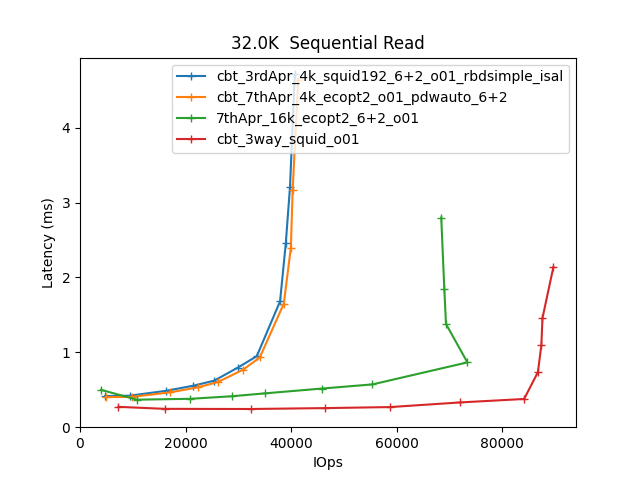 32.0K  Sequential Read
cbt_3rdApr_4k_squid192_6+2_o01_rbdsimple_isal
cbt_7thApr_4k_ecopt2_o01_pdwauto_6+2
7thApr_16k_ecopt2_6+2_o01
cbt_3way_squid_o01
Latency (ms)
4
3
2
1
0
0 20000 40000 60000 80000
IOps